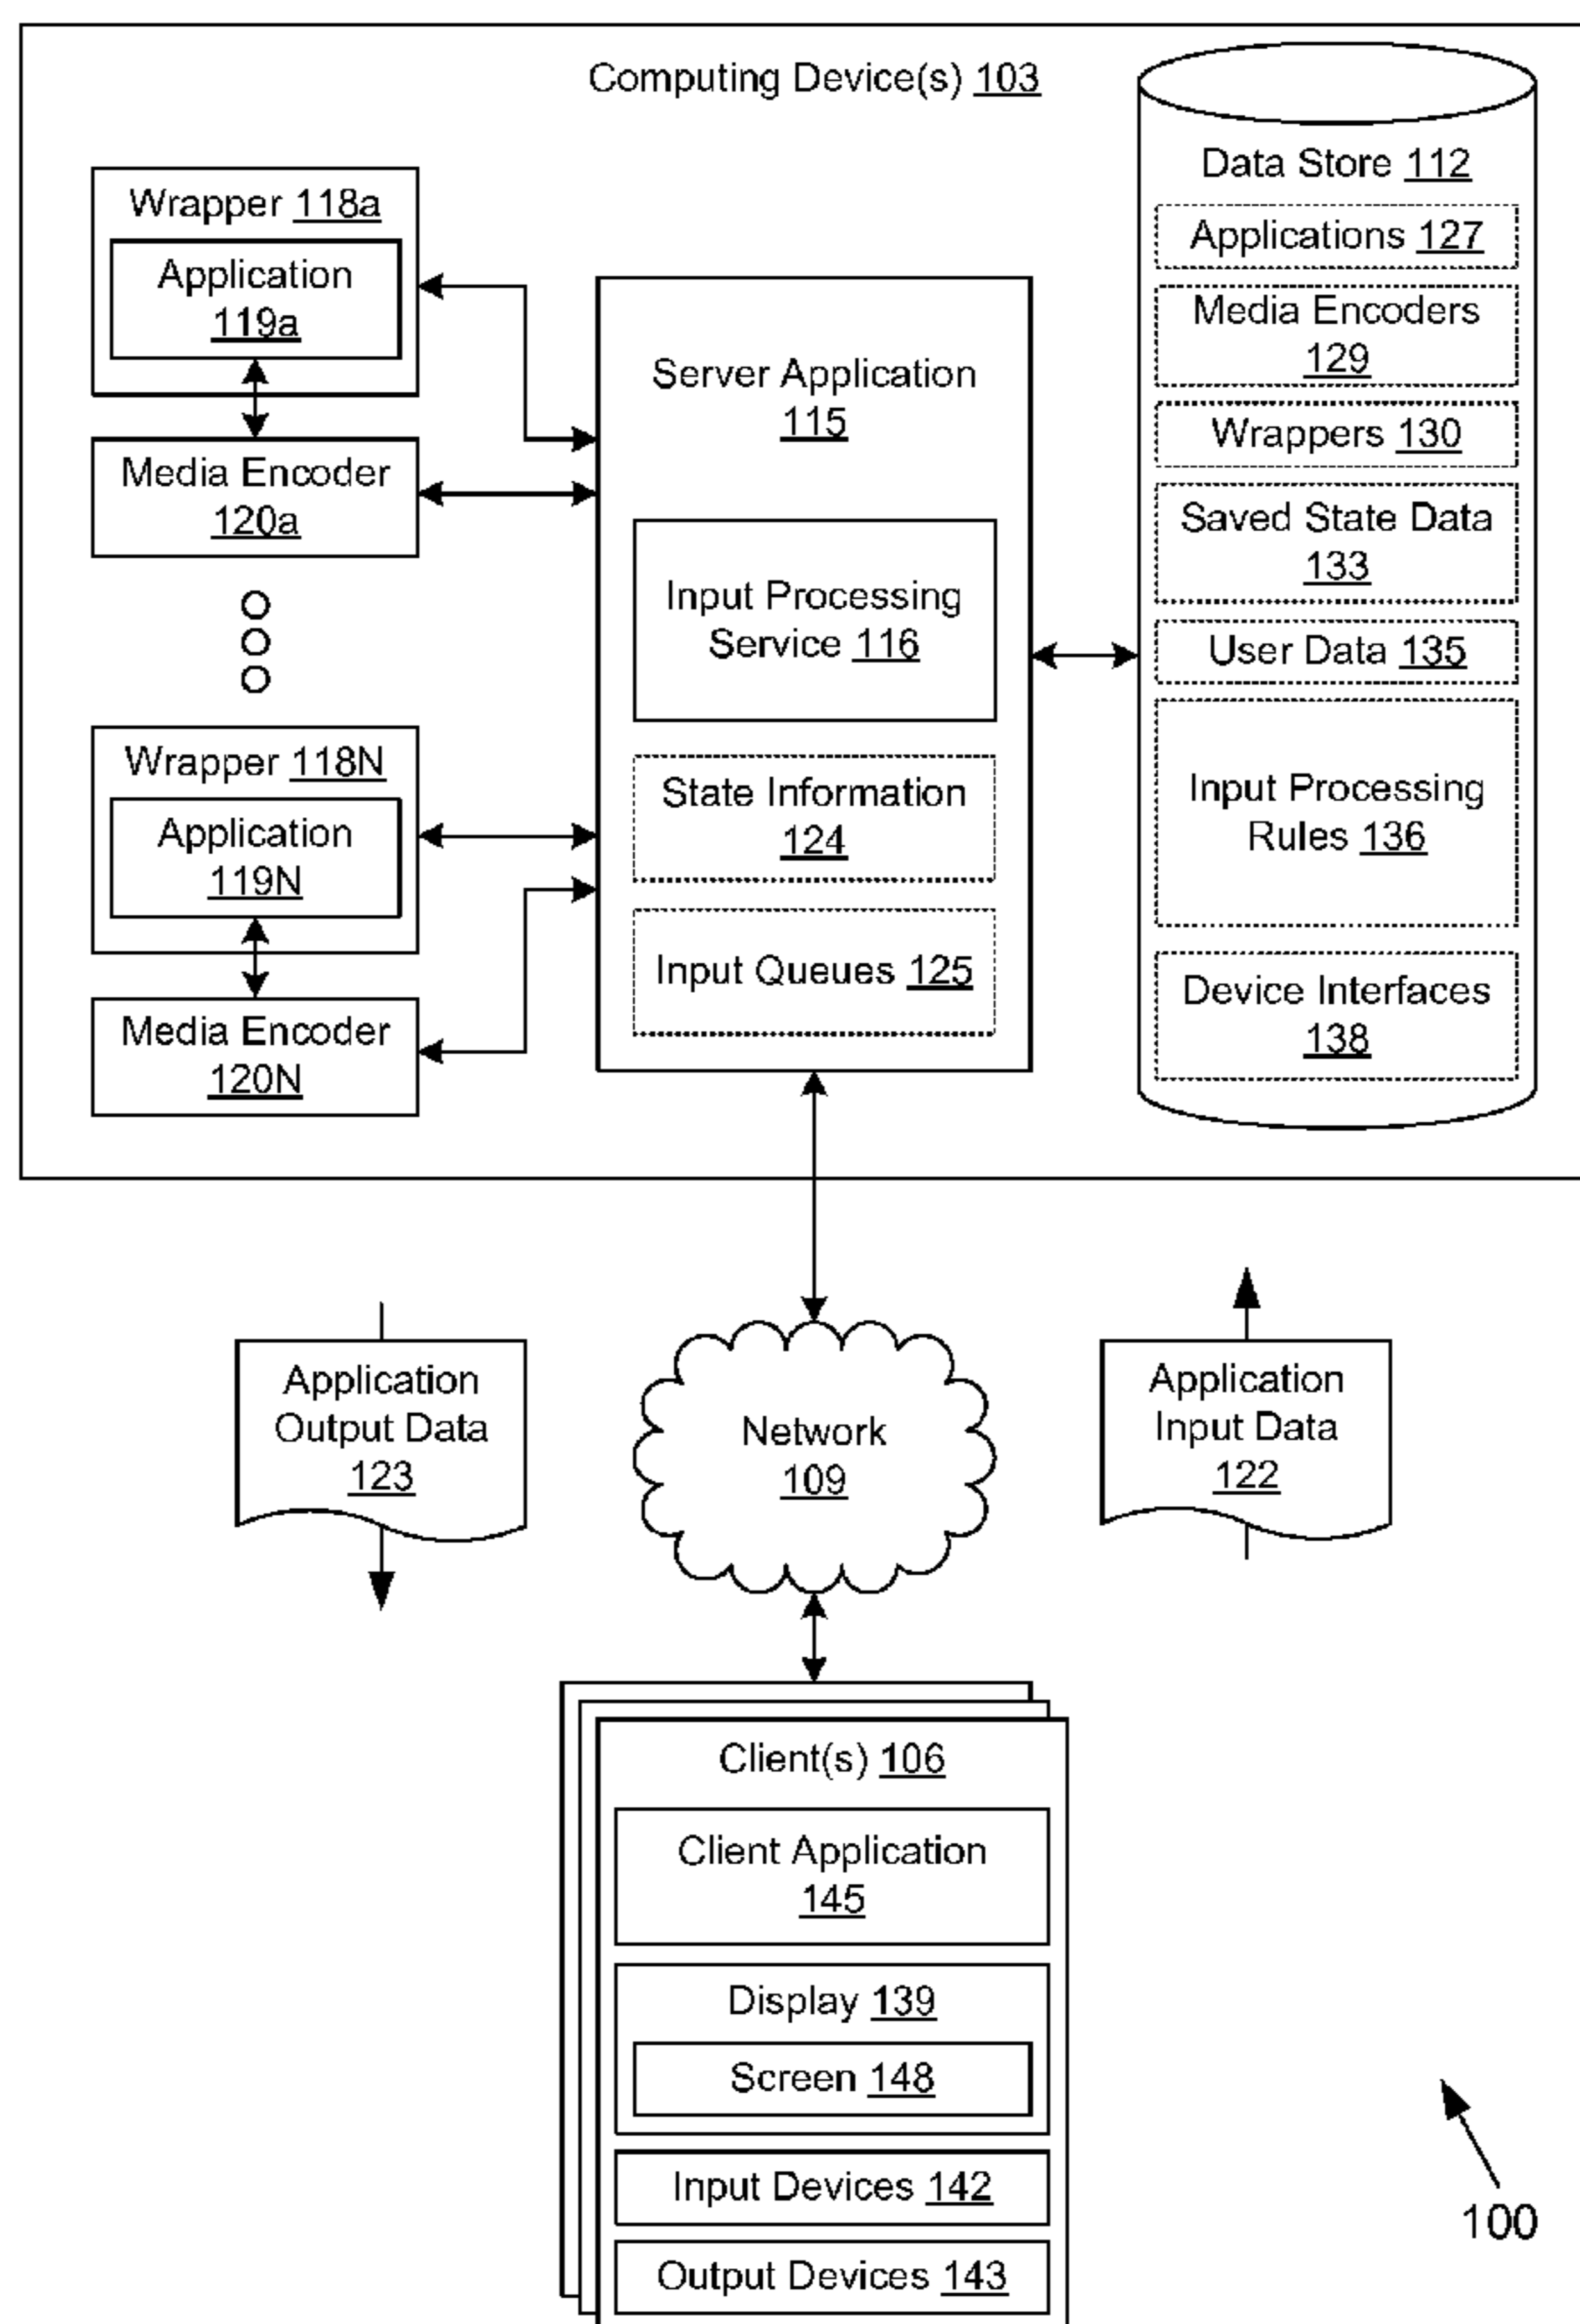 Computing Device(s) 103
Wrapper 118a
Application
119a
Media Encoder
120a
Wrapper 118N
Application
119N
Media Encoder
120N
Server Application
115
Input Processing
Service 116
State Information
124
Input Queues 125
Data Store 112
Applications 127
Media Encoders
129
Wrappers 130
Saved State Data
133
User Data 135
Input Processing
Rules 136
Device Interfaces
138
Application
Output Data
123
Network
109
Application
Input Data
122
Client(s) 106
Client Application
145
Display 139
Screen 148
Input Devices 142
Output Devices 143
100